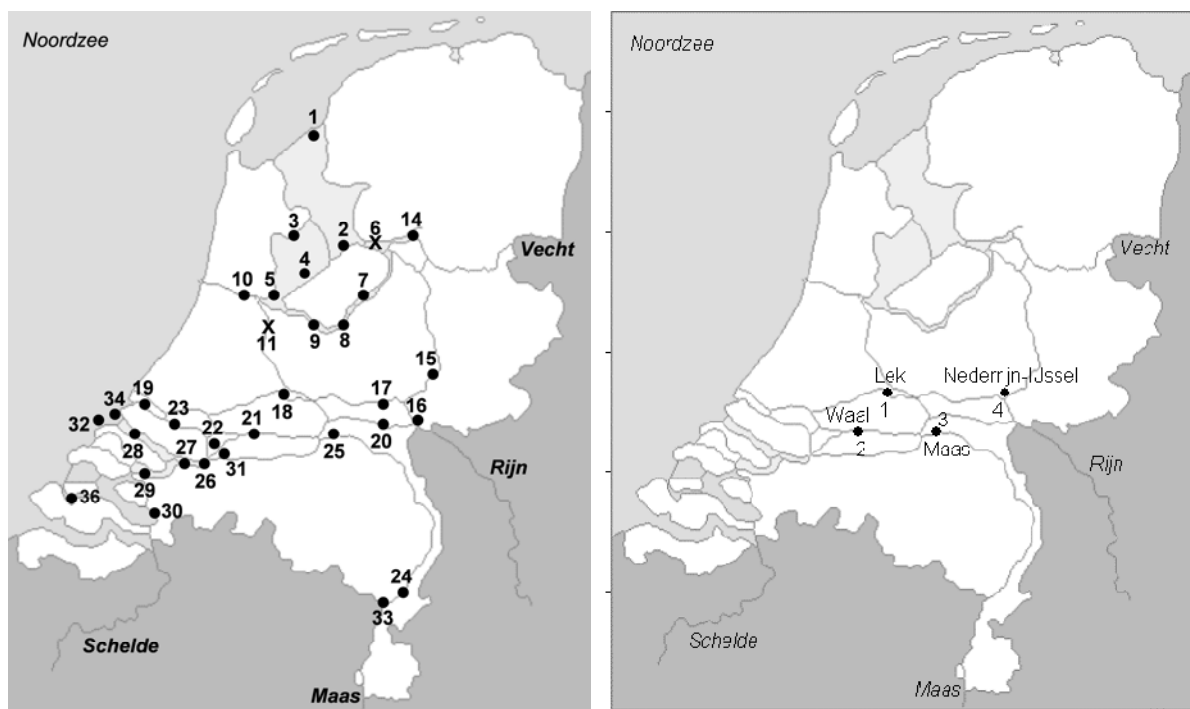 Noordzee
1
3
2
6
14
Vecht
4
10
5
7
11
9
8
15
34
19
18
17
16
32
23
21
22
20
28
27
25
31
26
Rijn
29
36
30
24
33
Schelde
Maas
Noordzee
Vecht
Lek
Nederrijn-IJssel
1
4
Waal
3
2
Maas
Rijn
Schelde
Maas